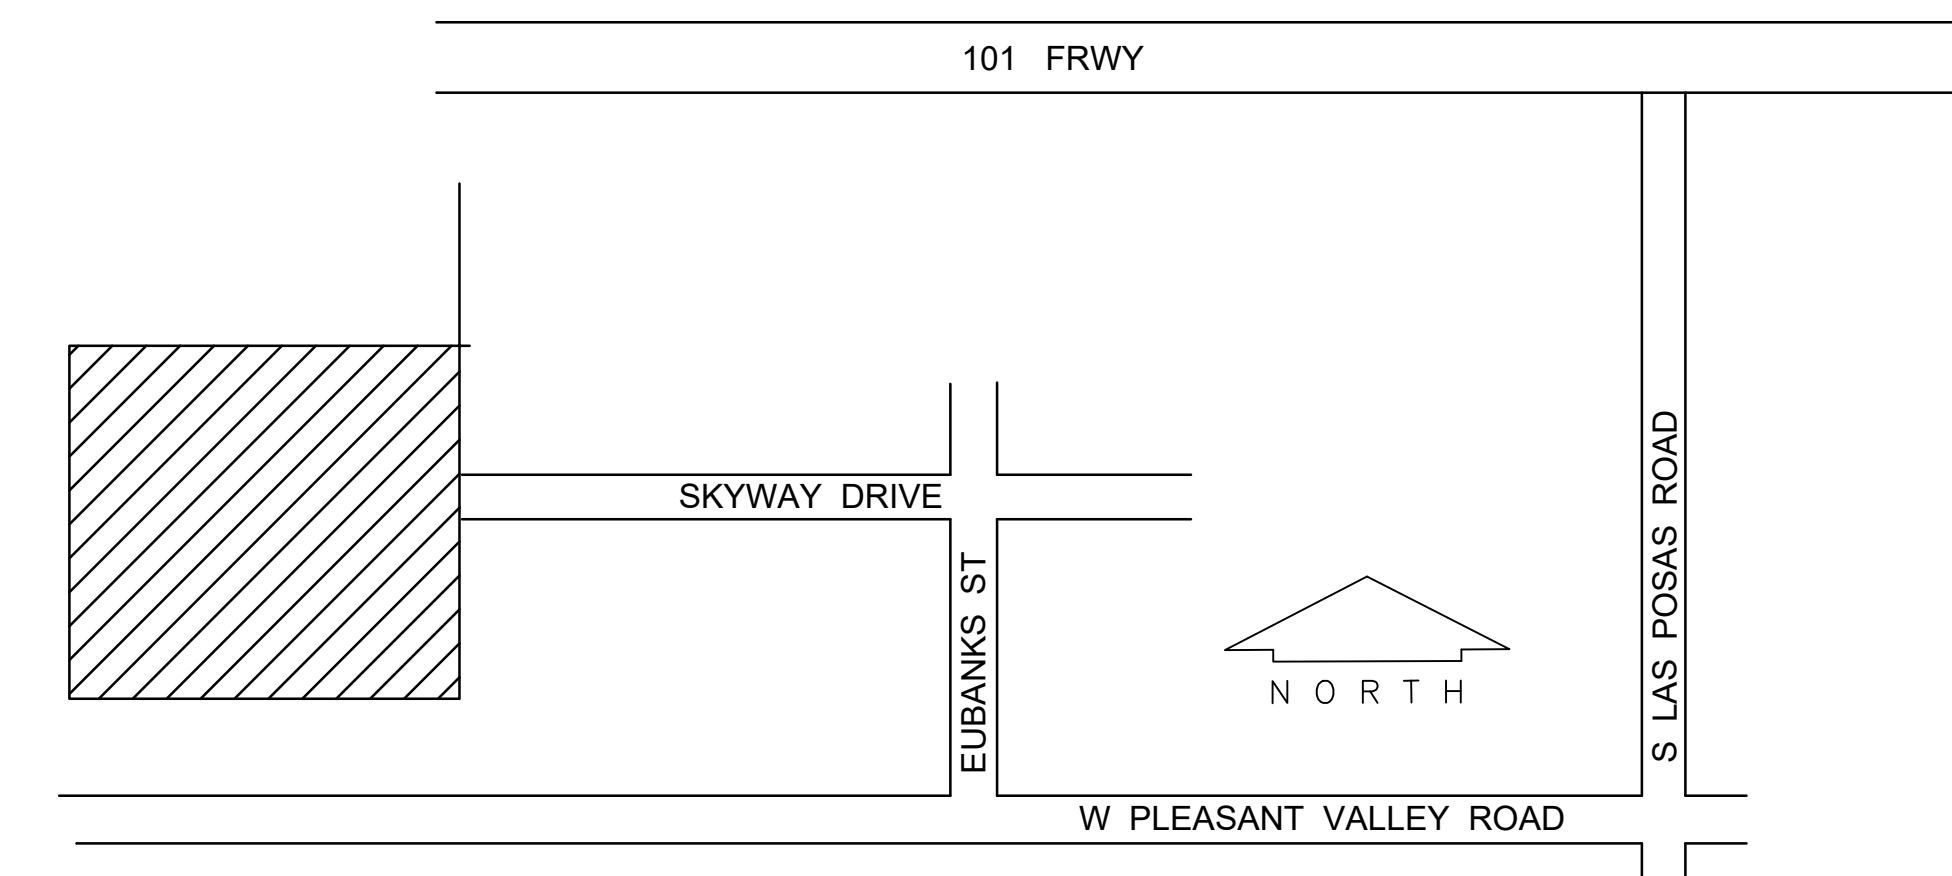 101 FRWY
SKYWAY DRIVE
EUBANKS ST
NORTH
S LAS POSAS ROAD
W PLEASANT VALLEY ROAD